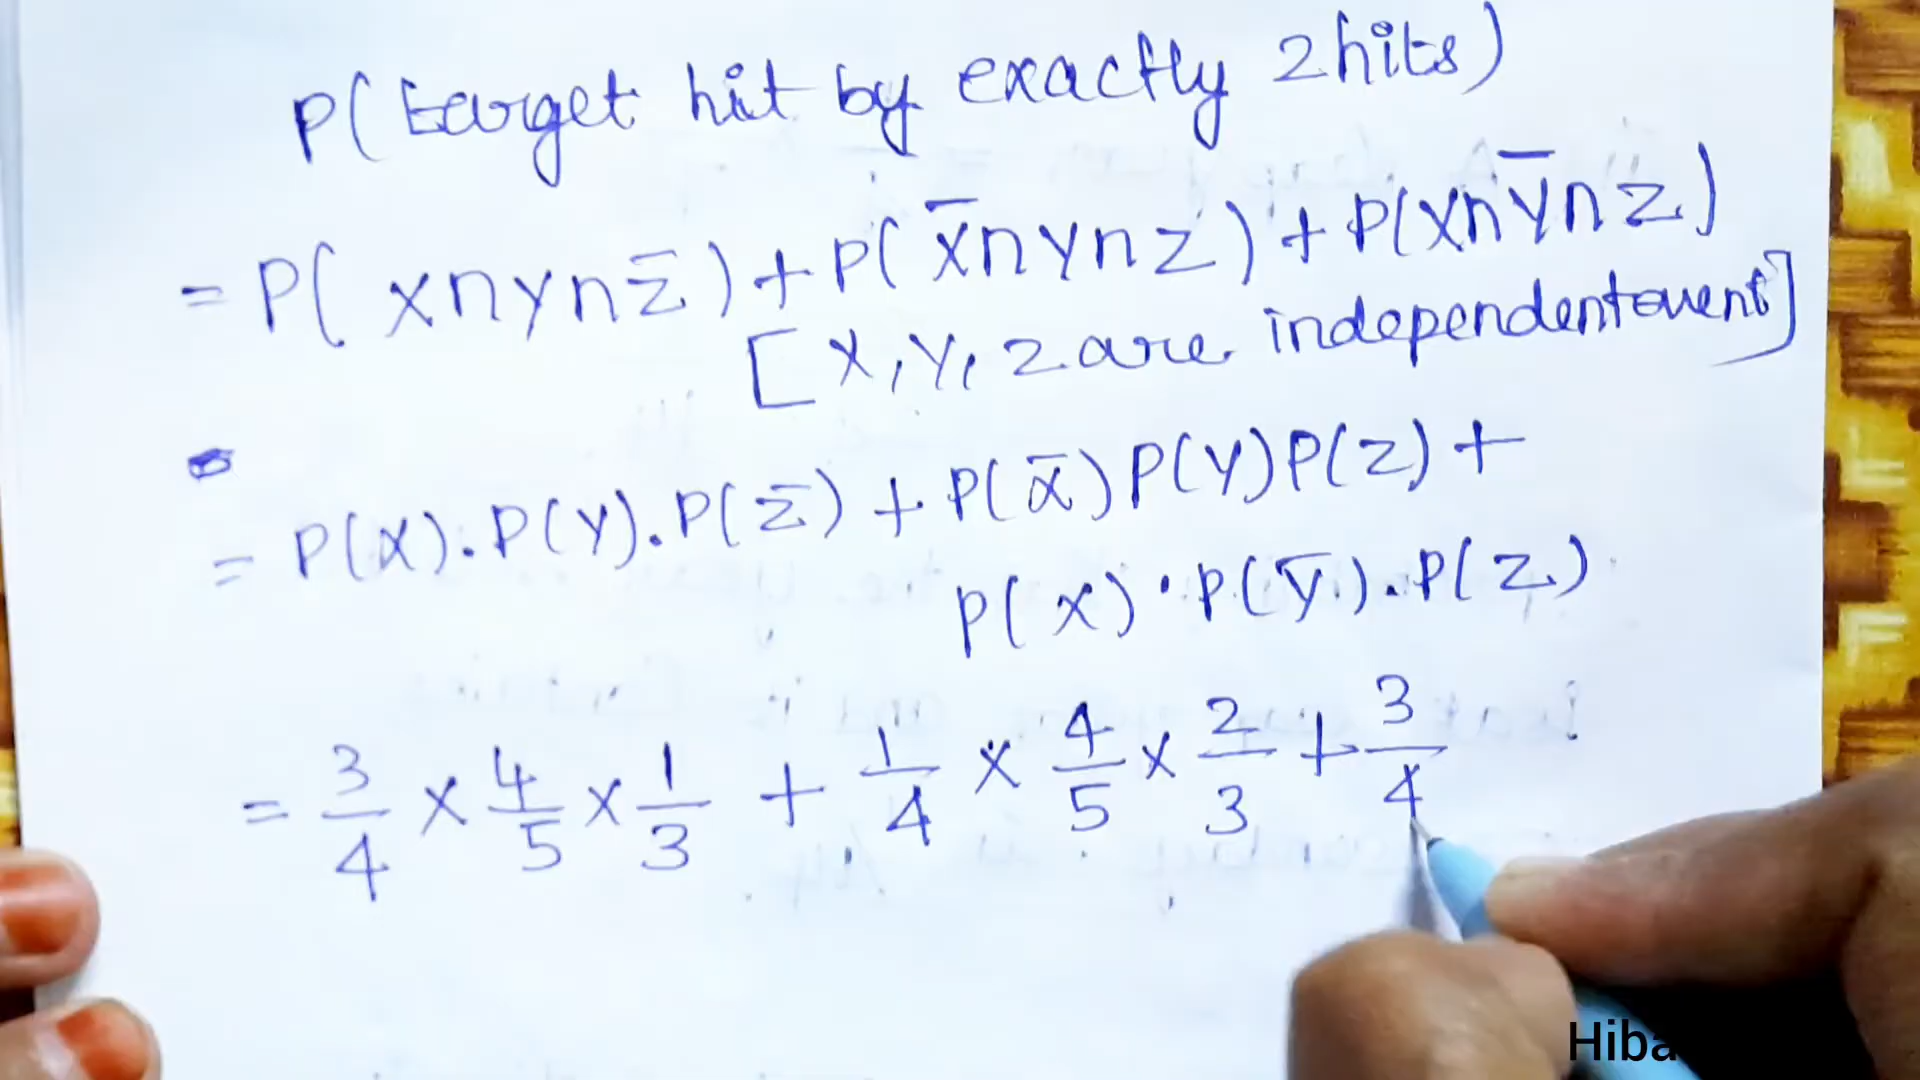 P( target hit by exactly 2 hits)
= P( x∩y∩z̅ ) + P( x̅∩y∩z ) + P(x∩y̅∩z )
[ x, y, z are independent event ]
= P(x).P(y).P(z̅) + P(x̅) P(y)P(z) +
P(x) · P(y̅).P(z)
= 3/4 × 4/5 × 1/3 + 1/4 × 4/5 × 2/3 + 3/4
Hiba